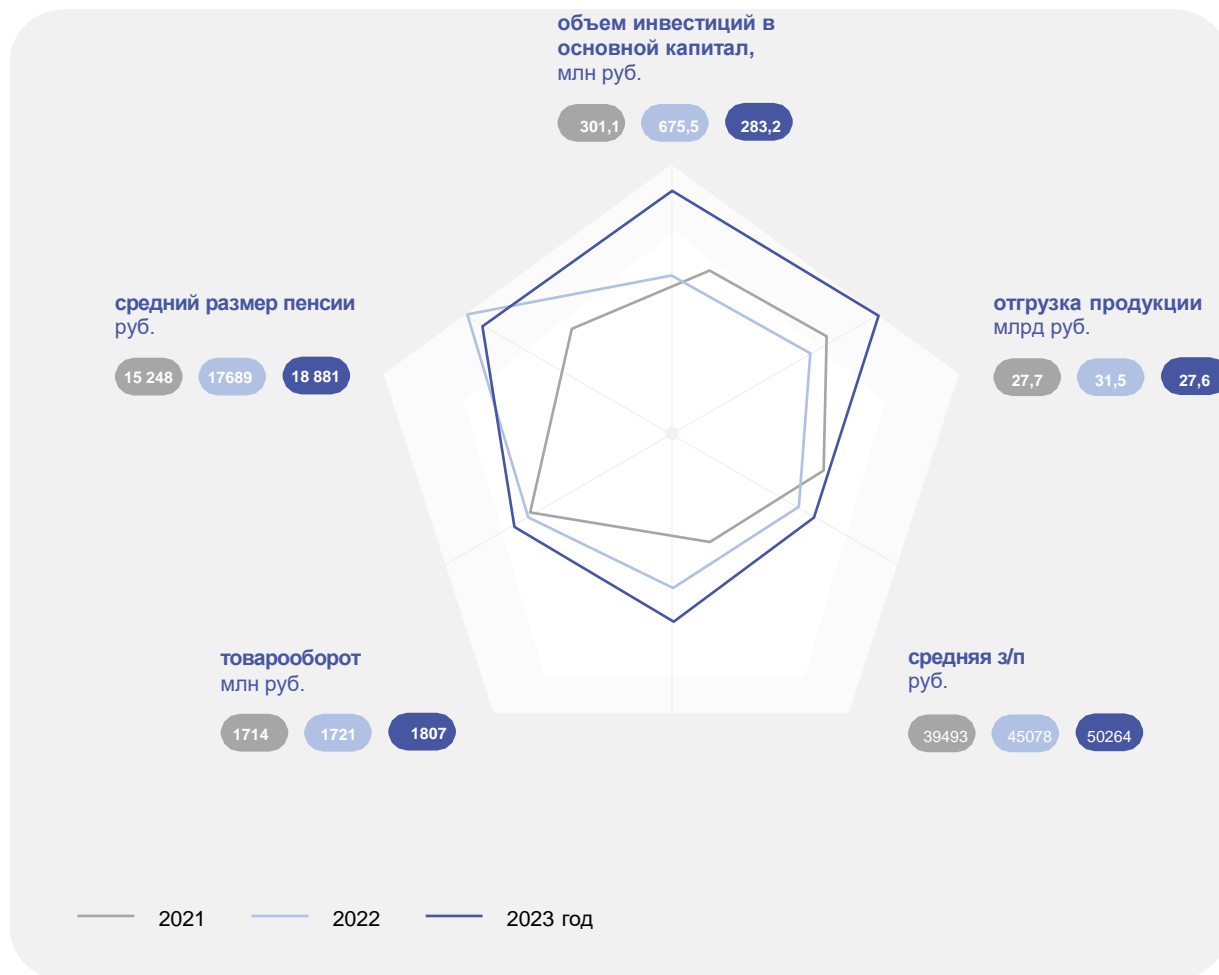 объем инвестиций в
основной капитал,
млн руб.
301,1 675,5 283,2
средний размер пенсии
руб.
15 248 17689 18 881
отгрузка продукции
млрд руб.
27,7 31,5 27,6
товарооборот
млн руб.
1714 1721 1807
средняя з/п
руб.
39493 45078 50264
2021 2022 2023 год